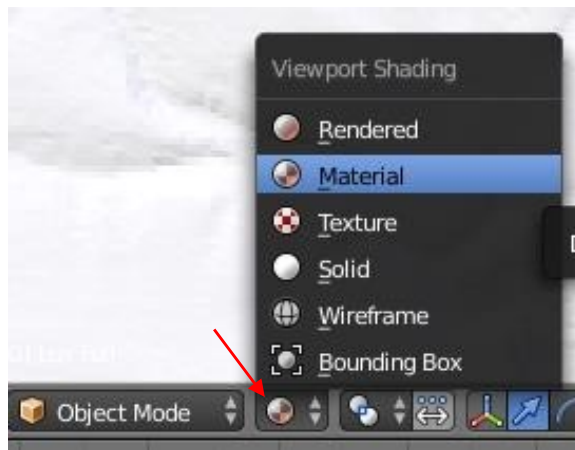 Viewport Shading
Rendered
Material
Texture
Solid
Wireframe
Bounding Box
Object Mode